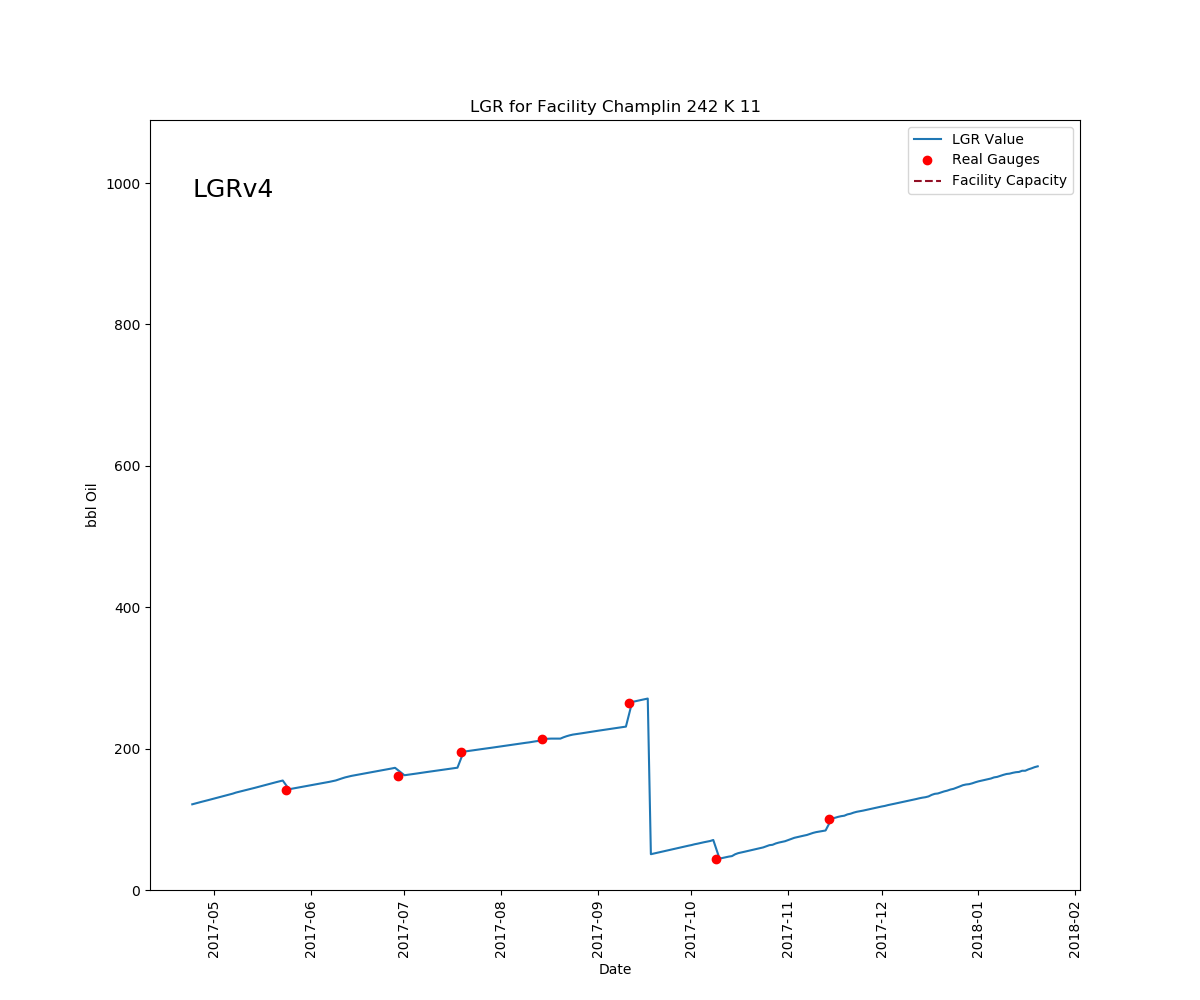 LGR for Facility Champlin 242 K 11
LGR Value
Real Gauges
Facility Capacity
LGRv4
1000
800
600
400
200
0
bbl Oil
2017-05
2017-06
2017-07
2017-08
2017-09
2017-10
2017-11
2017-12
2018-01
2018-02
Date